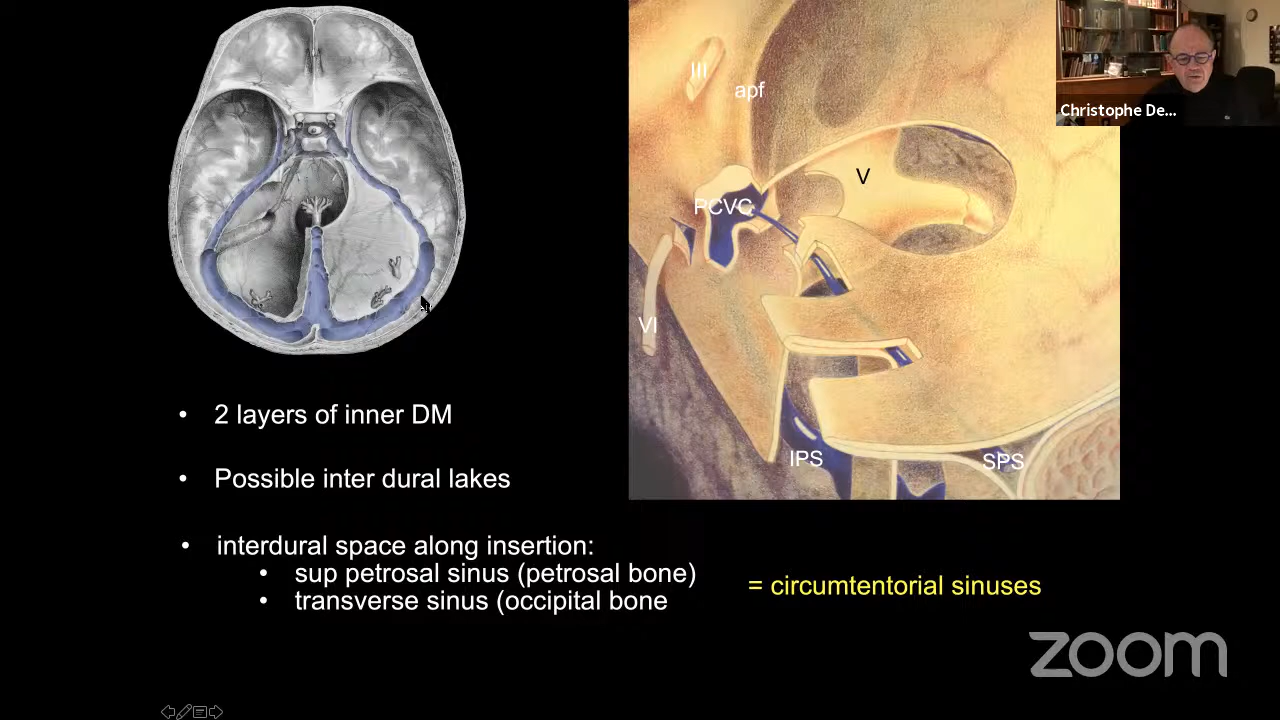 III
apf
Christophe De...
V
PCVC
VI
IPS
SPS
• 2 layers of inner DM
• Possible inter dural lakes
• interdural space along insertion:
• sup petrosal sinus (petrosal bone)
• transverse sinus (occipital bone
= circumtentorial sinuses
zoom